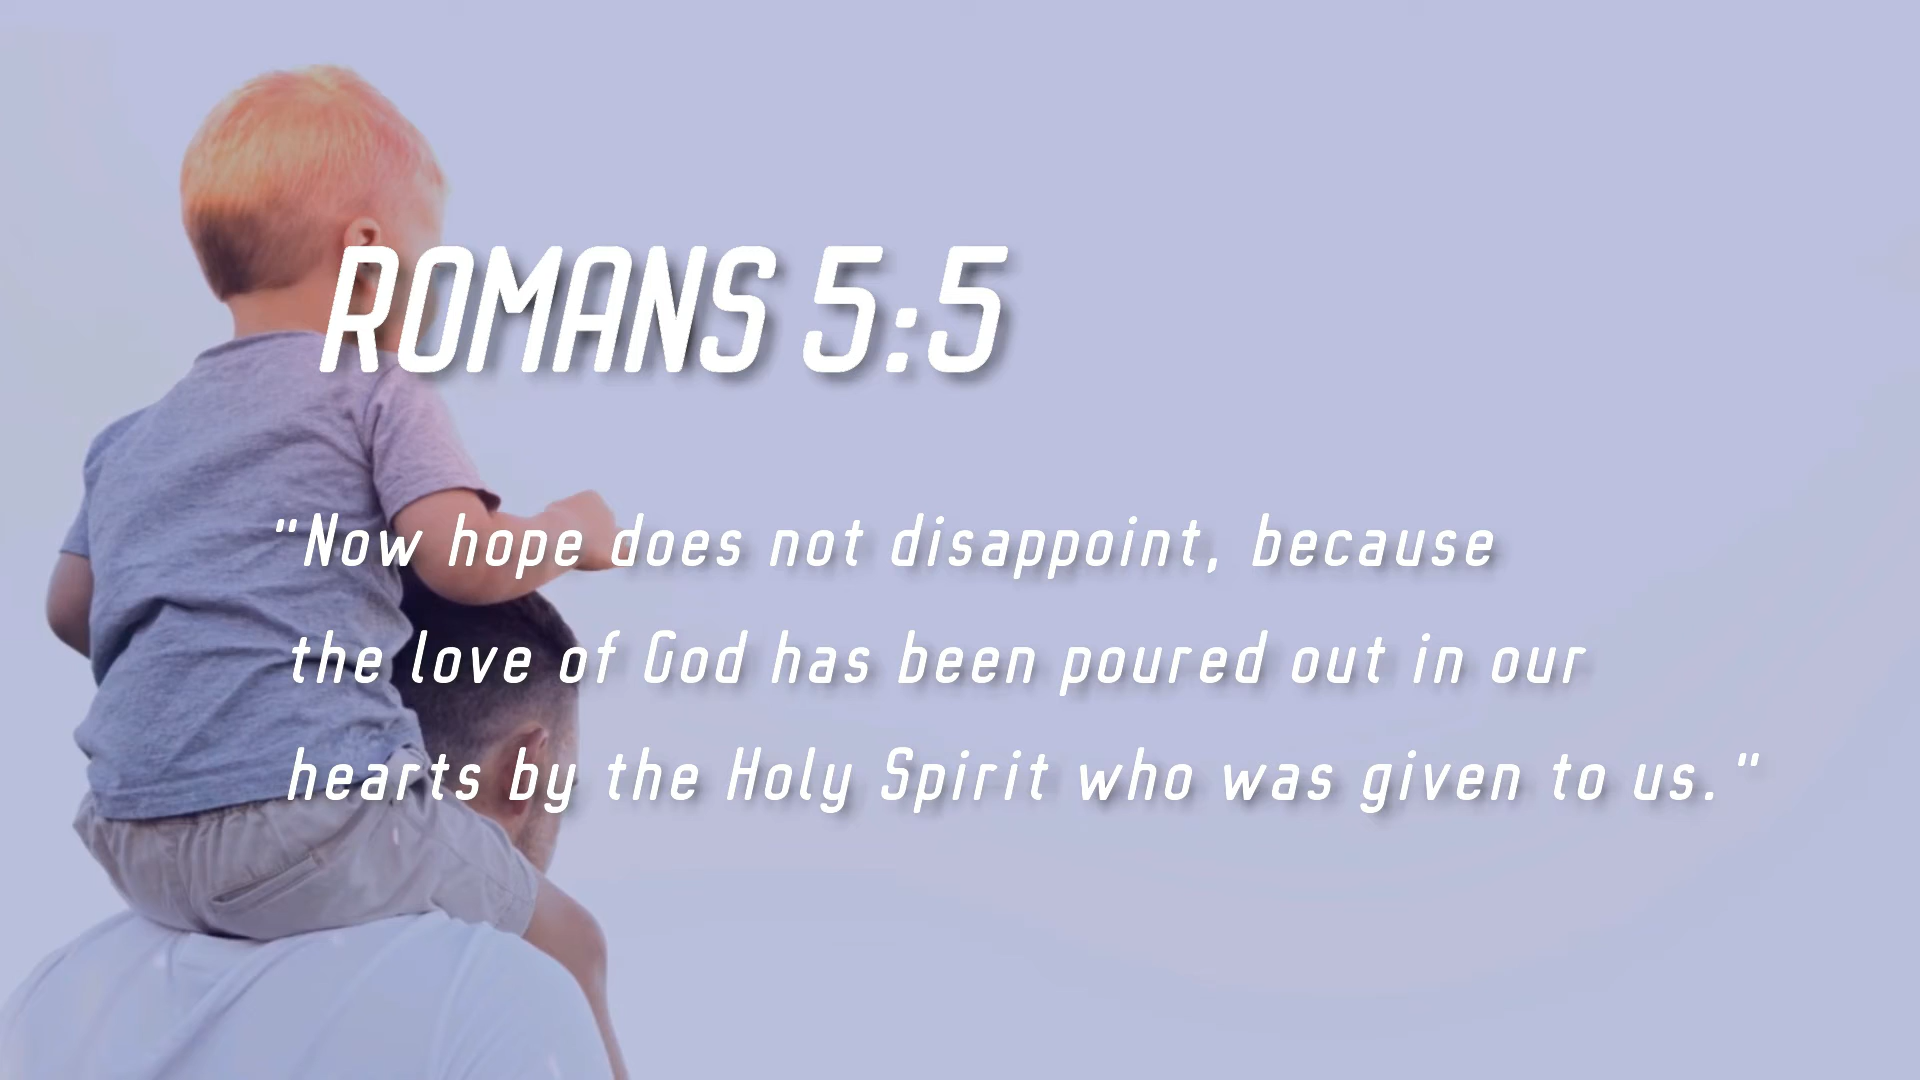 ROMANS 5:5
"Now hope does not disappoint, because
the love of God has been poured out in our
hearts by the Holy Spirit who was given to us."